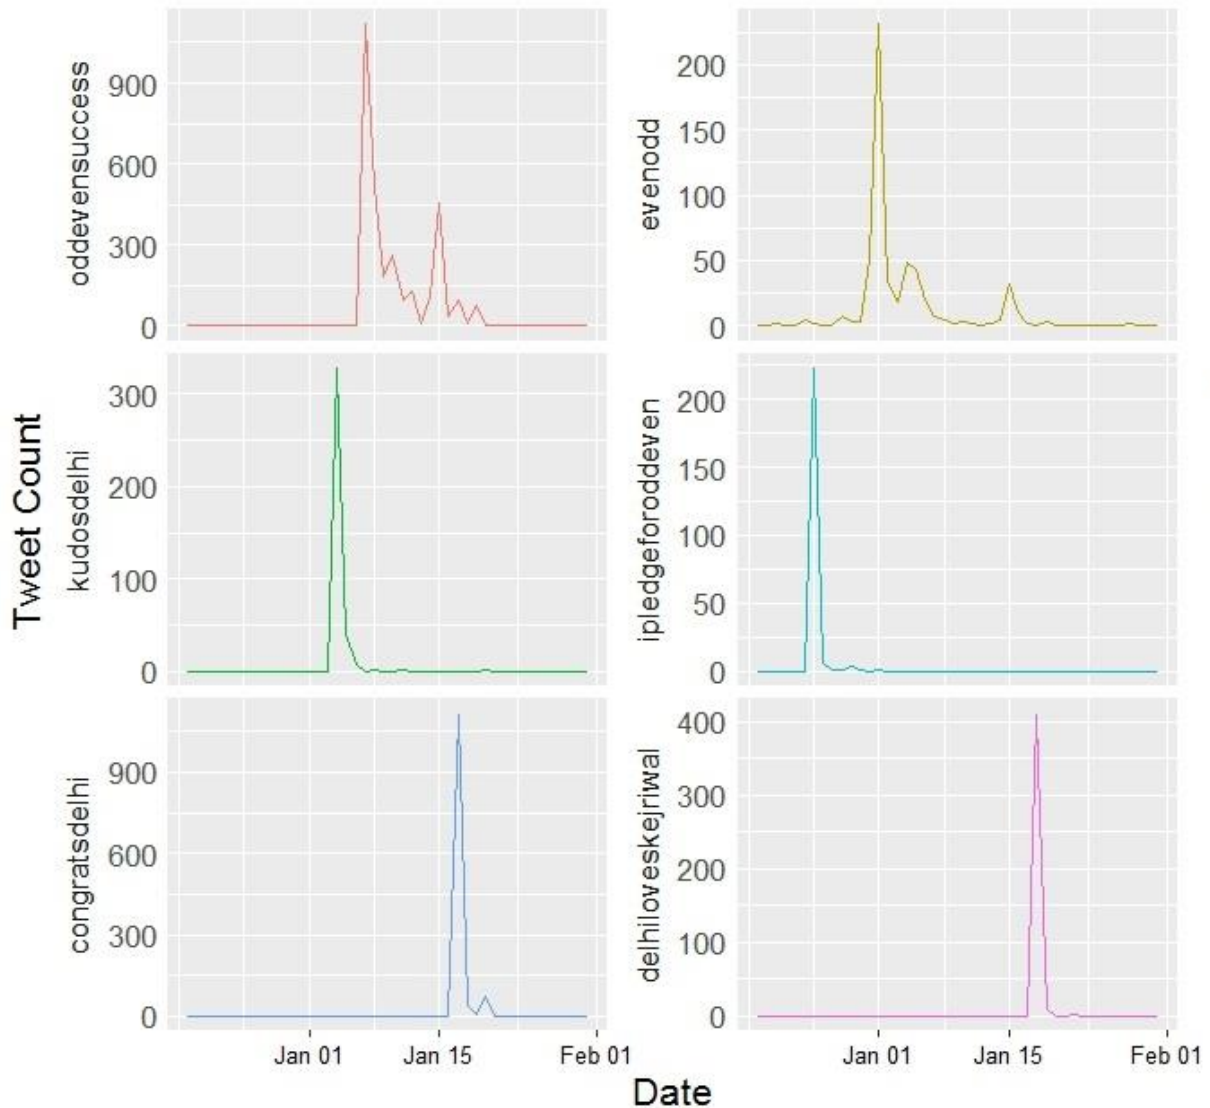 Tweet Count
oddevensuccess
900
600
300
0
evenodd
200
150
100
50
0
kudosdelhi
300
200
100
0
ipledgeforoddeven
200
150
100
50
0
congratsdelhi
900
600
300
0
delhiloveskejriwal
400
300
200
100
0
Jan 01 Jan 15 Feb 01
Jan 01 Jan 15 Feb 01
Date